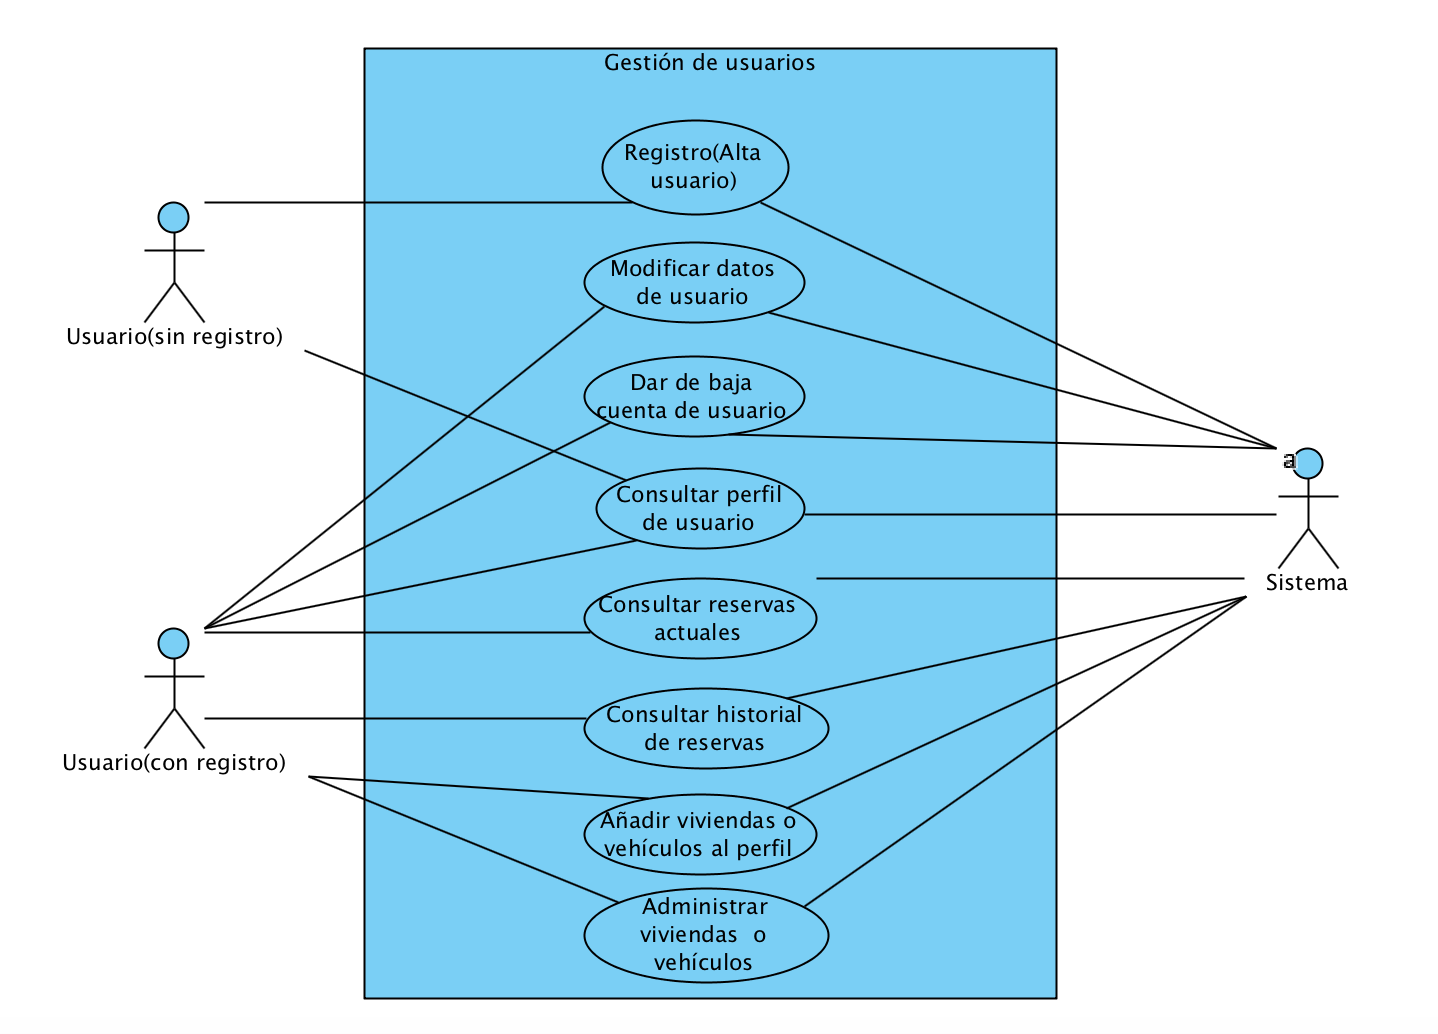 Gestión de usuarios
Registro(Alta
usuario)
Modificar datos
de usuario
Usuario(sin registro)
Dar de baja
cuenta de usuario
a
Consultar perfil
de usuario
Sistema
Consultar reservas
actuales
Consultar historial
de reservas
Usuario(con registro)
Añadir viviendas o
vehículos al perfil
Administrar
viviendas o
vehículos